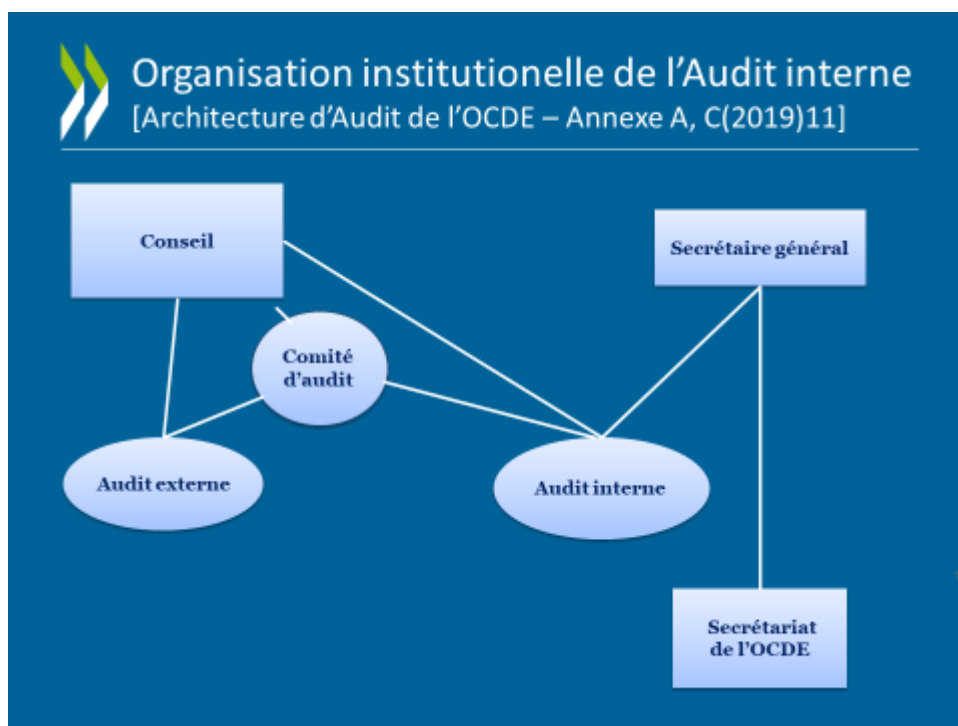 Organisation institutionelle de l'Audit interne
[Architecture d'Audit de l'OCDE – Annexe A, C(2019)11]
Conseil
Secrétaire général
Comité
d'audit
Audit externe
Audit interne
Secrétariat
de l'OCDE